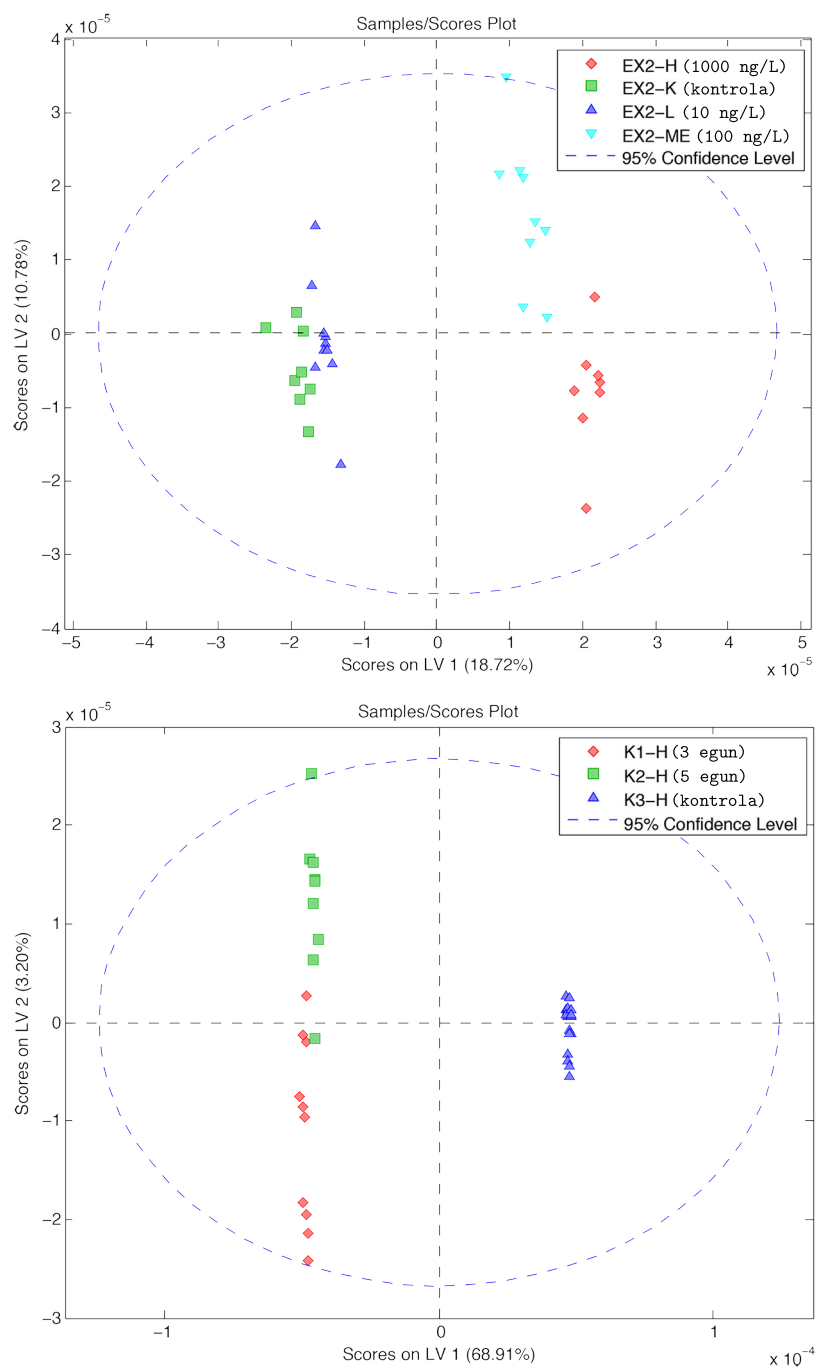 x 10⁻⁵
Samples/Scores Plot
4
3
2
1
0
−1
−2
−3
−4
Scores on LV 2 (10.78%)
EX2−H (1000 ng/L)
EX2−K (kontrola)
EX2−L (10 ng/L)
EX2−ME (100 ng/L)
95% Confidence Level
−5 −4 −3 −2 −1 0 1 2 3 4 5
Scores on LV 1 (18.72%)
x 10⁻⁵
x 10⁻⁵
Samples/Scores Plot
3
2
1
0
−1
−2
−3
Scores on LV 2 (3.20%)
K1−H (3 egun)
K2−H (5 egun)
K3−H (kontrola)
95% Confidence Level
−1 0 1
Scores on LV 1 (68.91%)
x 10⁻⁴